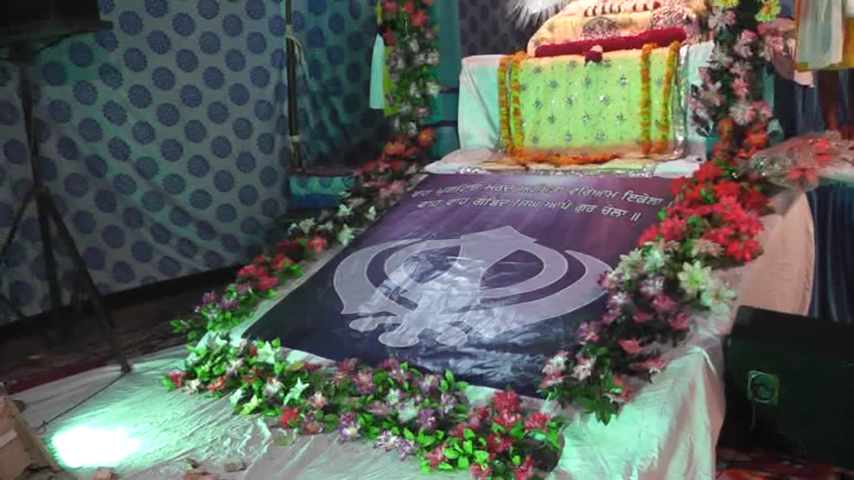 ਵਾਹ ਪ੍ਰਗਟਿਓ ਮਰਦ ਅਗੰਮੜਾ ਵਰਿਆਮ ਇਕੇਲਾ
ਵਾਹ ਵਾਹ ਗੋਬਿੰਦ ਸਿੰਘ ਆਪੇ ਗੁਰ ਚੇਲਾ ॥